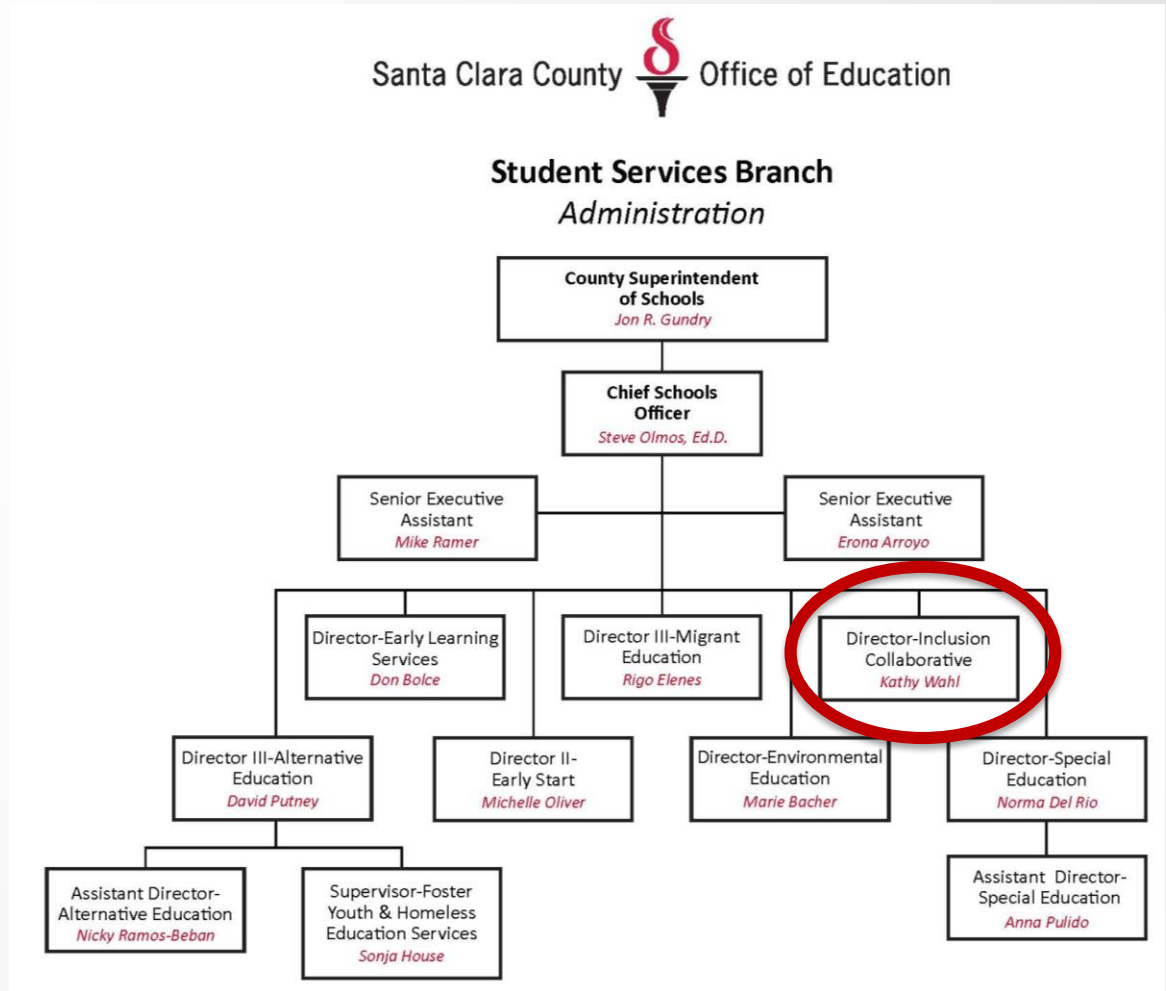 Santa Clara County Office of Education
Student Services Branch
Administration
County Superintendent
of Schools
Jon R. Gundry
Chief Schools
Officer
Steve Olmos, Ed.D.
Senior Executive
Assistant
Mike Ramer
Senior Executive
Assistant
Erona Arroyo
Director-Early Learning
Services
Don Bolce
Director III-Migrant
Education
Rigo Elenes
Director-Inclusion
Collaborative
Kathy Wahl
Director III-Alternative
Education
David Putney
Director II-
Early Start
Michelle Oliver
Director-Environmental
Education
Marie Bacher
Director-Special
Education
Norma Del Rio
Assistant Director-
Alternative Education
Nicky Ramos-Beban
Supervisor-Foster
Youth & Homeless
Education Services
Sonja House
Assistant Director-
Special Education
Anna Pulido